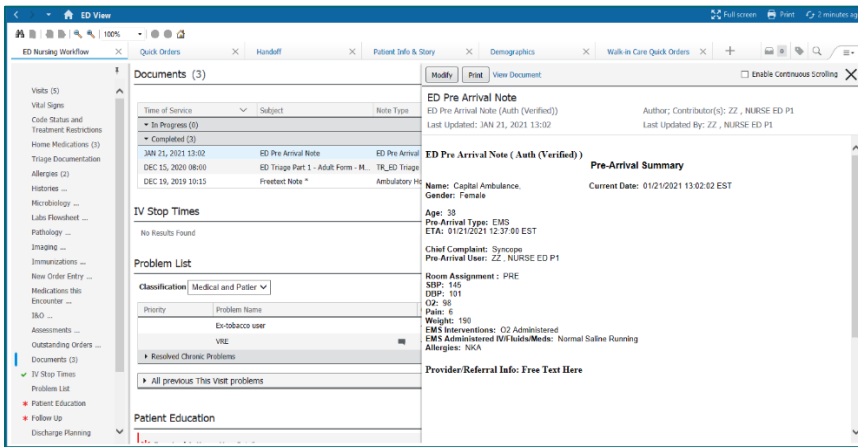 ED View
Full screen Print 2 minutes ag
100%
ED Nursing Workflow Quick Orders Handoff Patient Info & Story Demographics Walk-in Care Quick Orders
0
Visits (5)
Vital Signs
Code Status and
Treatment Restrictions
Home Medications (3)
Triage Documentation
Allergies (2)
Histories ...
Microbiology ...
Labs Flowsheet ...
Pathology ...
Imaging ...
Immunizations ...
New Order Entry ...
Medications this
Encounter ...
I&O ...
Assessments ...
Outstanding Orders ...
Documents (3)
IV Stop Times
Problem List
Patient Education
Follow Up
Discharge Planning
Documents (3)
Time of Service Subject Note Type
In Progress (0)
Completed (3)
JAN 21, 2021 13:02 ED Pre Arrival Note ED Pre Arrival
DEC 15, 2020 08:00 ED Triage Part 1 - Adult Form - M... TR_ED Triage
DEC 19, 2019 10:15 Freetext Note * Ambulatory Ho
IV Stop Times
No Results Found
Problem List
Classification Medical and Patier
Priority Problem Name
Ex-tobacco user
VRE
Resolved Chronic Problems
All previous This Visit problems
Patient Education
Modify Print View Document Enable Continuous Scrolling
ED Pre Arrival Note
ED Pre Arrival Note (Auth (Verified)) Author; Contributor(s): ZZ , NURSE ED P1
Last Updated: JAN 21, 2021 13:02 Last Updated By: ZZ , NURSE ED P1
ED Pre Arrival Note ( Auth (Verified) )
Pre-Arrival Summary
Name: Capital Ambulance, Current Date: 01/21/2021 13:02:02 EST
Gender: Female
Age: 38
Pre-Arrival Type: EMS
ETA: 01/21/2021 12:37:00 EST
Chief Complaint: Syncope
Pre-Arrival User: ZZ , NURSE ED P1
Room Assignment : PRE
SBP: 145
DBP: 101
O2: 98
Pain: 6
Weight: 190
EMS Interventions: O2 Administered
EMS Administered IV/Fluids/Meds: Normal Saline Running
Allergies: NKA
Provider/Referral Info: Free Text Here